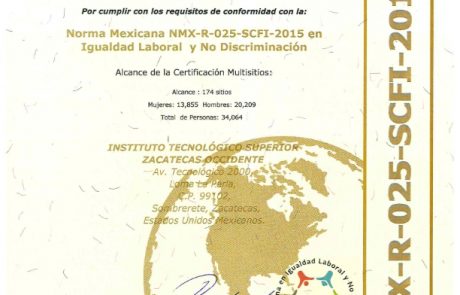 Por cumplir con los requisitos de conformidad con la:
Norma Mexicana NMX-R-025-SCFI-2015 en
Igualdad Laboral y No Discriminación
Alcance de la Certificación Multisitios:
Alcance : 174 sitios
Mujeres: 13,855 Hombres: 20,209
Total de Personas: 34,064
INSTITUTO TECNOLÓGICO SUPERIOR
ZACATECAS OCCIDENTE
Av. Tecnológico 2000,
Loma La Perla,
C.P. 99102,
Sombrerete, Zacatecas,
Estados Unidos Mexicanos.
en Igualdad Laboral y No
X-R-025-SCFI-201